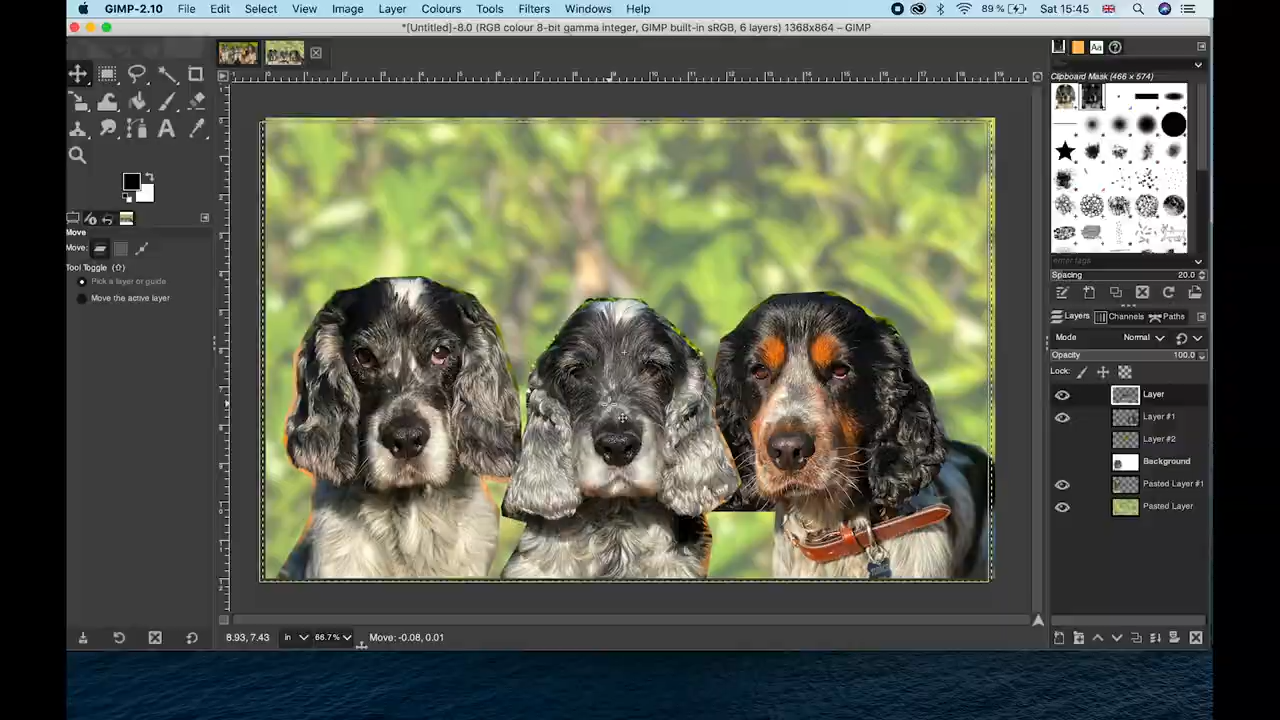 GIMP-2.10 File Edit Select View Image Layer Colours Tools Filters Windows Help 89 % Sat 15:45
*[Untitled]-8.0 (RGB colour 8-bit gamma integer, GIMP built-in sRGB, 6 layers) 1368x864 – GIMP
Clipboard Mask (466 × 574)
Move
Move:
Tool Toggle (⇧)
Pick a layer or guide
Move the active layer
enter tags
Spacing 20.0
Layers Channels Paths
Mode Normal
Opacity 100.0
Lock:
Layer
Layer #1
Layer #2
Background
Pasted Layer #1
Pasted Layer
8.93, 7.43 in 66.7% Move: -0.08, 0.01